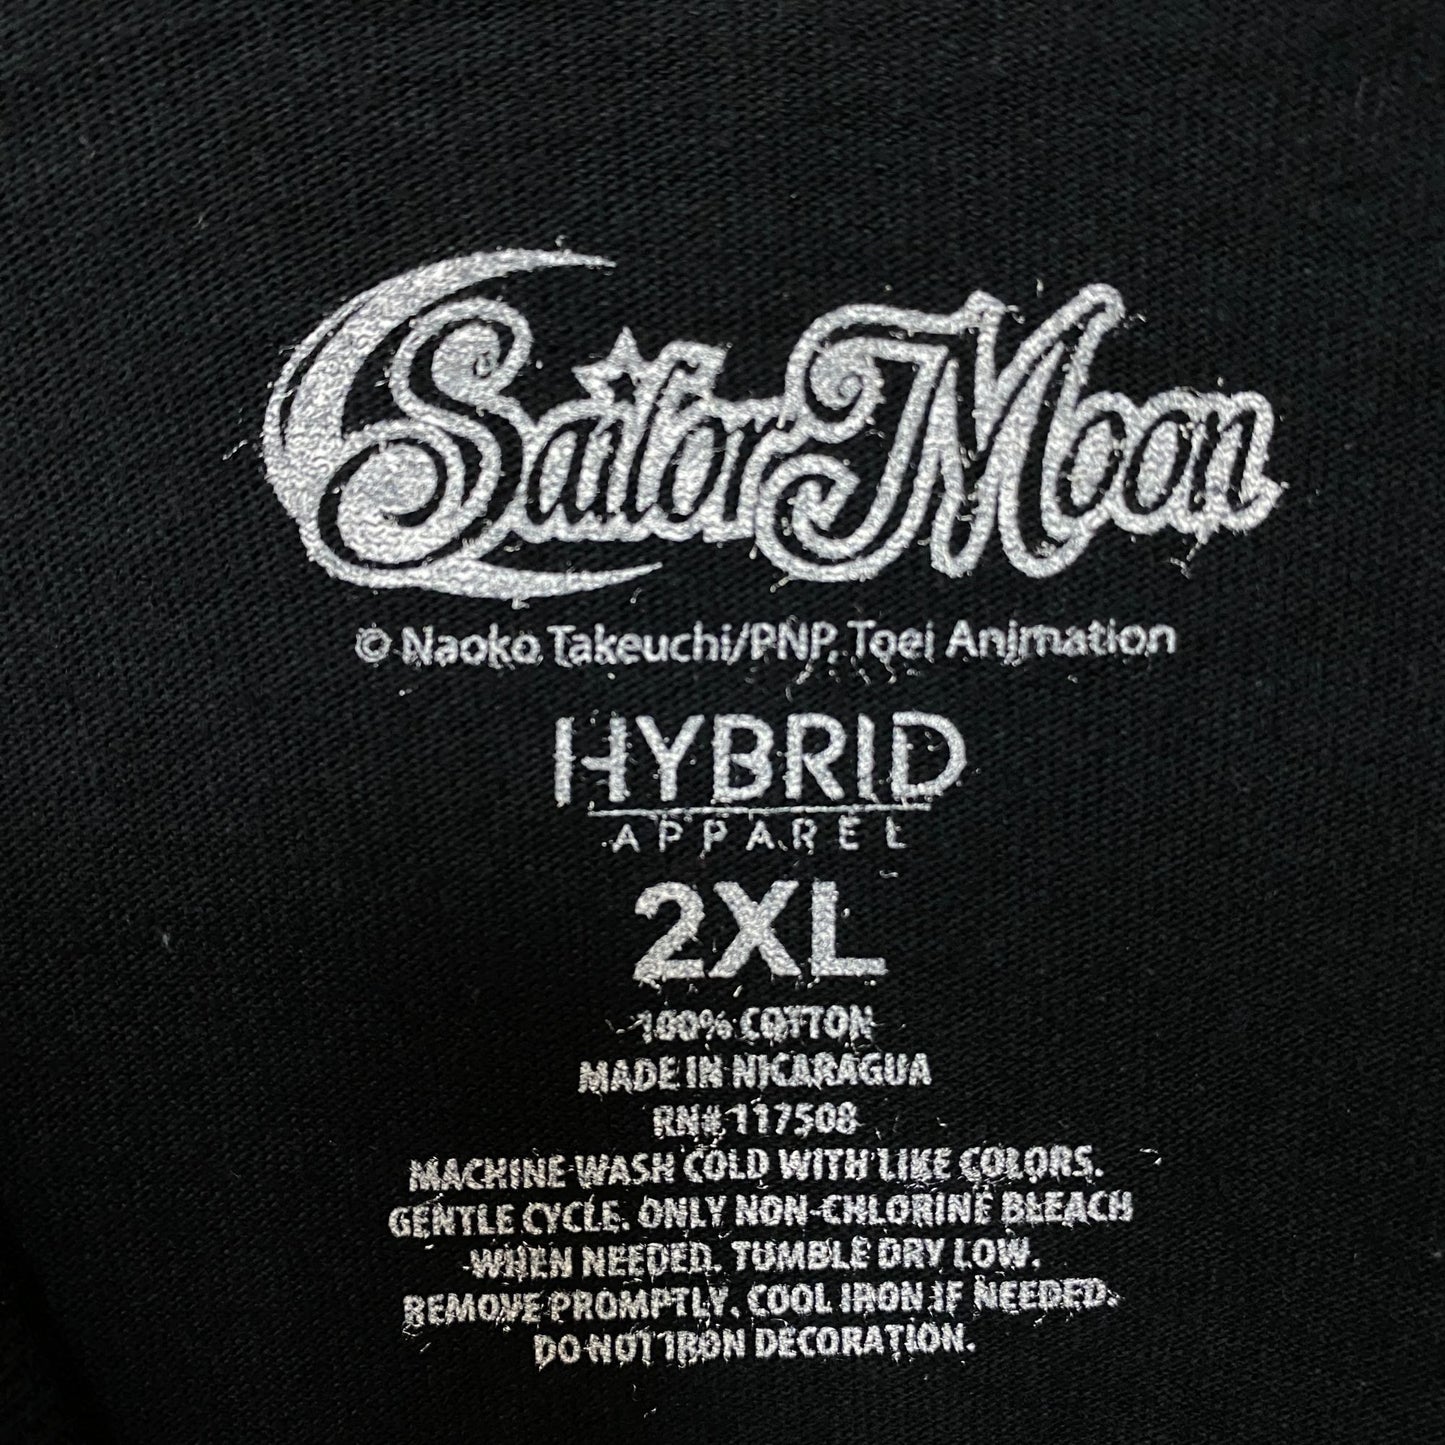 Sailor Moon
© Naoko Takeuchi/PNP, Toei Animation
HYBRID
APPAREL
2XL
100% COTTON
MADE IN NICARAGUA
RN# 117508
MACHINE WASH COLD WITH LIKE COLORS.
GENTLE CYCLE. ONLY NON-CHLORINE BLEACH
WHEN NEEDED. TUMBLE DRY LOW.
REMOVE PROMPTLY. COOL IRON IF NEEDED.
DO NOT IRON DECORATION.